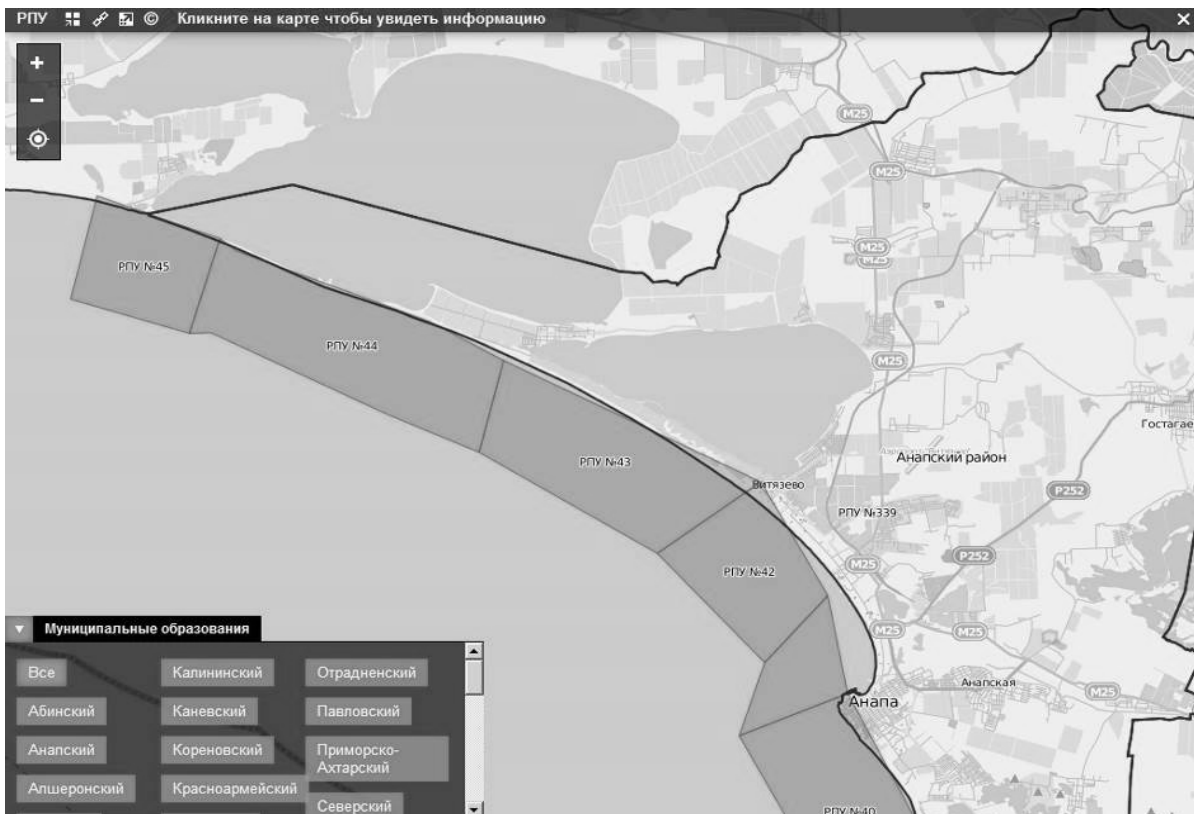 РПУ © Кликните на карте чтобы увидеть информацию
M25
M25
M25
M25
РПУ №45
РПУ №44
M25
Гостагае
Анапский район
РПУ №43
Витязево
P252
РПУ №339
P252
M25
РПУ №42
Муниципальные образования
M25
M25
Все Калининский Отрадненский
Анапская
M25
Анапа
Абинский Каневский Павловский
Анапский Кореновский Приморско-
Ахтарский
Апшеронский Красноармейский
Северский
РПУ №40